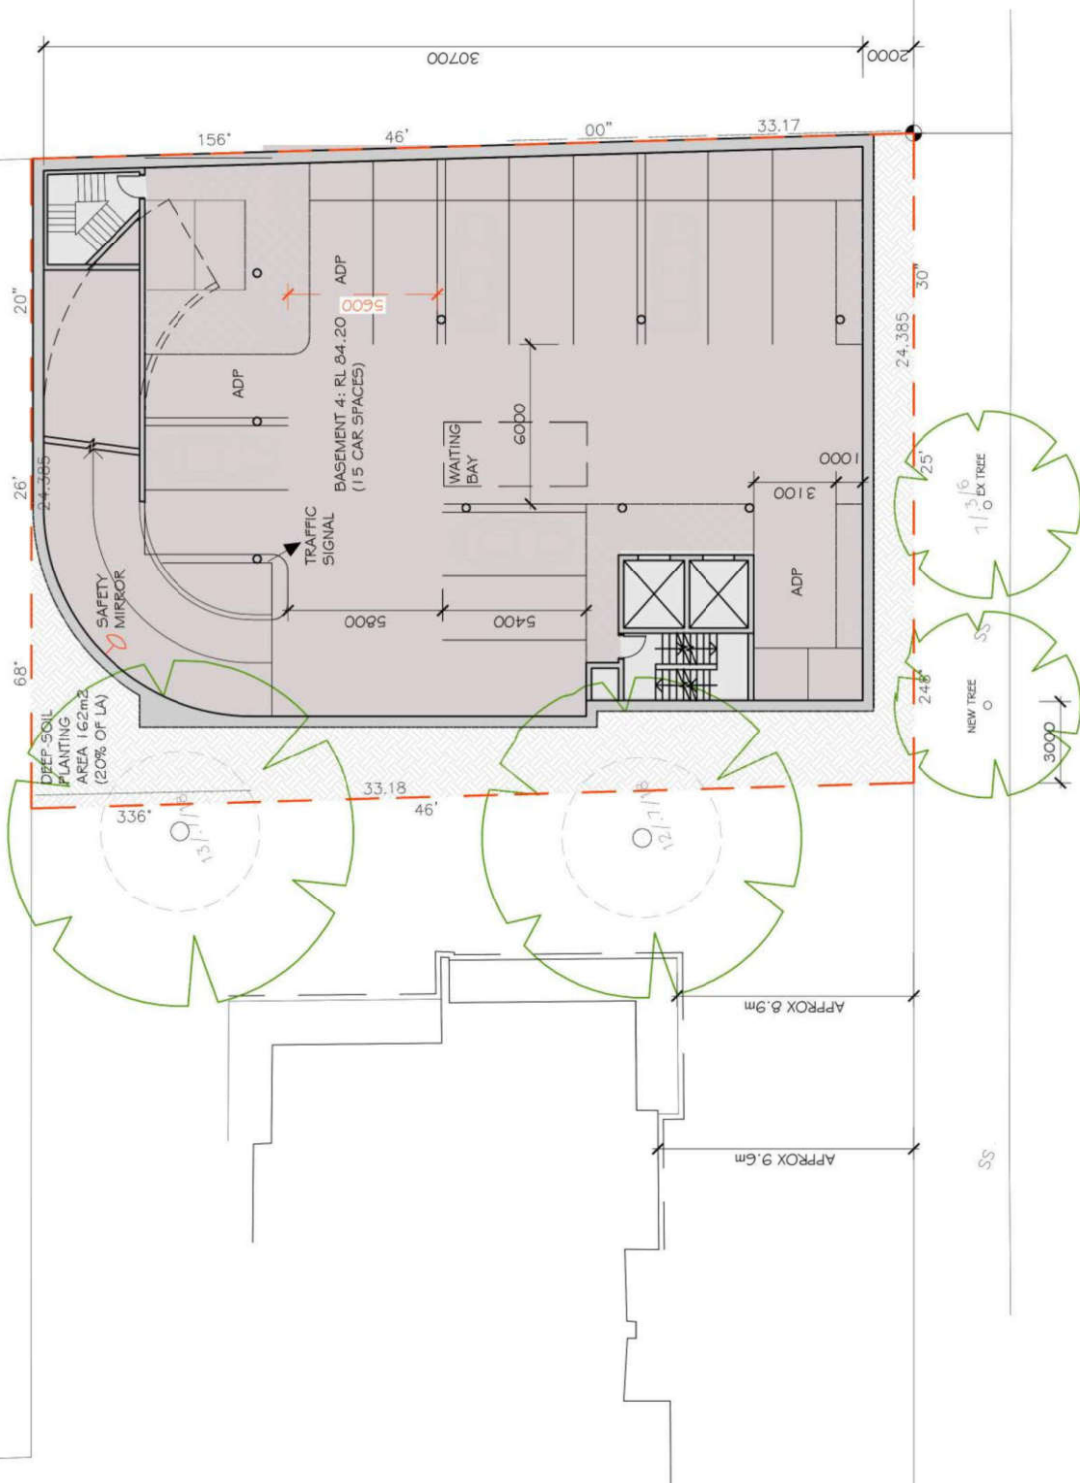 30700
2000
156°
46'
00"
33.17
20"
30"
24.385
5600
ADP
ADP
BASEMENT 4: RL 84.20
(15 CAR SPACES)
6000
WAITING
BAY
1000
3100
26'
24.385
25'
EX TREE
TRAFFIC
SIGNAL
SAFETY
MIRROR
5800
5400
ADP
SS
68°
248°
NEW TREE
3000
DEEP SOIL
PLANTING
AREA 162m2
(20% OF LA)
33.18
336°
46'
APPROX 8.9m
APPROX 9.6m
SS